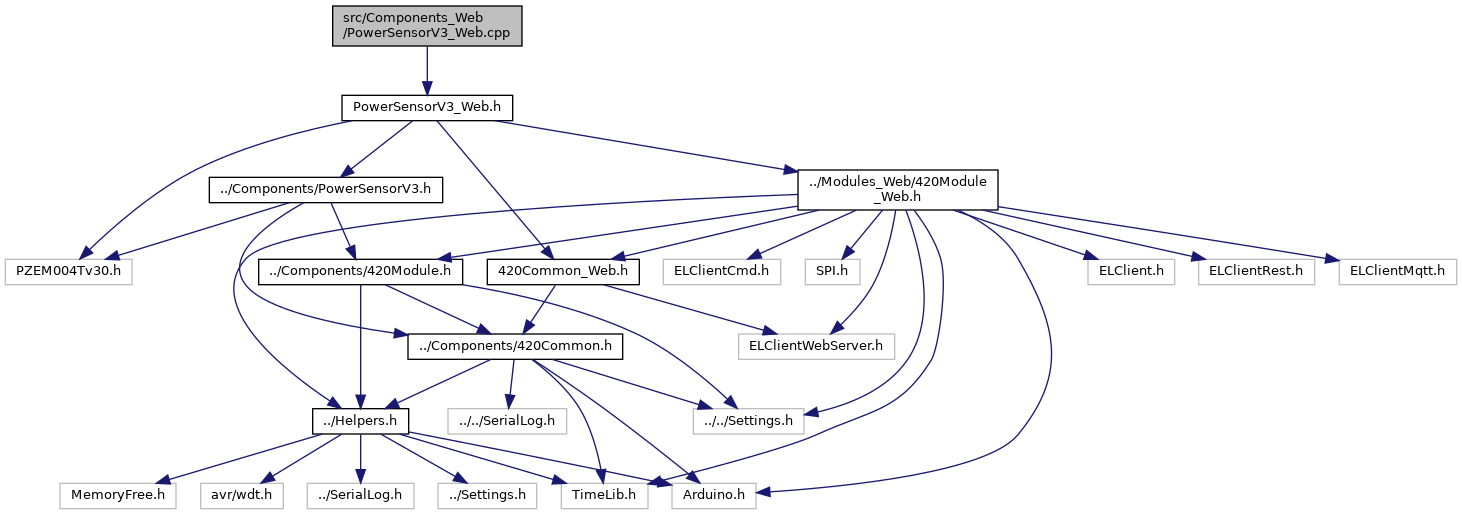 src/Components_Web
/PowerSensorV3_Web.cpp
PowerSensorV3_Web.h
../Components/PowerSensorV3.h
../Modules_Web/420Module
_Web.h
PZEM004Tv30.h
../Components/420Module.h
420Common_Web.h
ELClientCmd.h
SPI.h
ELClient.h
ELClientRest.h
ELClientMqtt.h
../Components/420Common.h
ELClientWebServer.h
../Helpers.h
../../SerialLog.h
../../Settings.h
MemoryFree.h
avr/wdt.h
../SerialLog.h
../Settings.h
TimeLib.h
Arduino.h